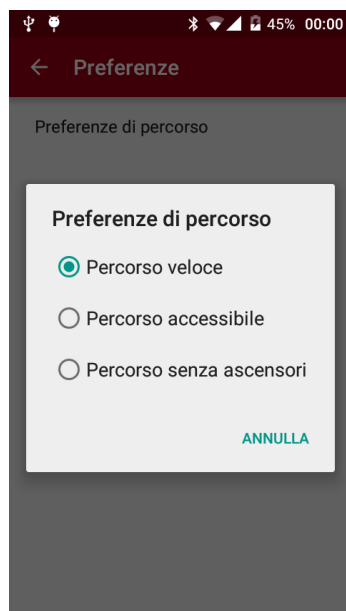 45% 00:00
Preferenze
Preferenze di percorso
Preferenze di percorso
Percorso veloce
Percorso accessibile
Percorso senza ascensori
ANNULLA